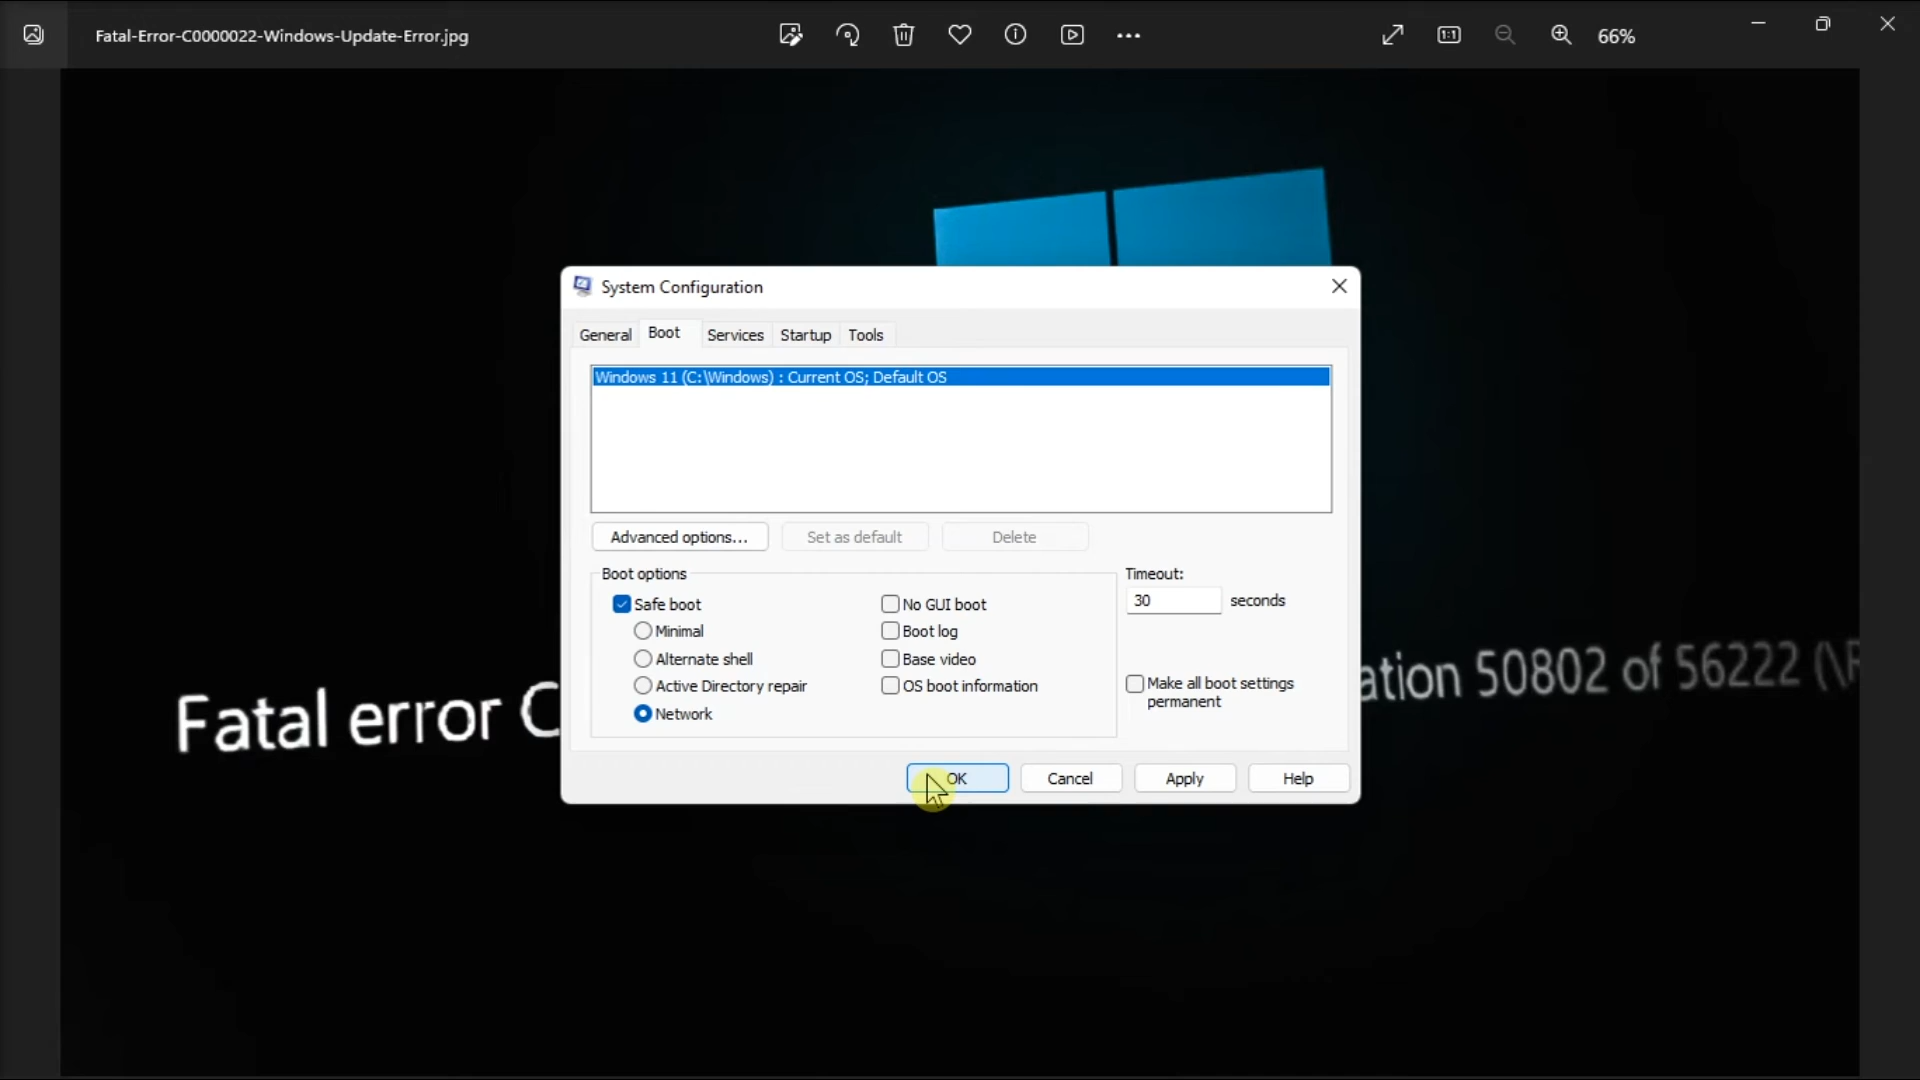 Fatal-Error-C0000022-Windows-Update-Error.jpg
66%
System Configuration
General Boot Services Startup Tools
Windows 11 (C:\Windows) : Current OS; Default OS
Advanced options... Set as default Delete
Boot options
Timeout:
Safe boot
No GUI boot
30 seconds
Minimal
Boot log
Alternate shell
Base video
Active Directory repair
OS boot information
Make all boot settings
permanent
Network
Fatal error C
ation 50802 of 56222 (\
OK Cancel Apply Help